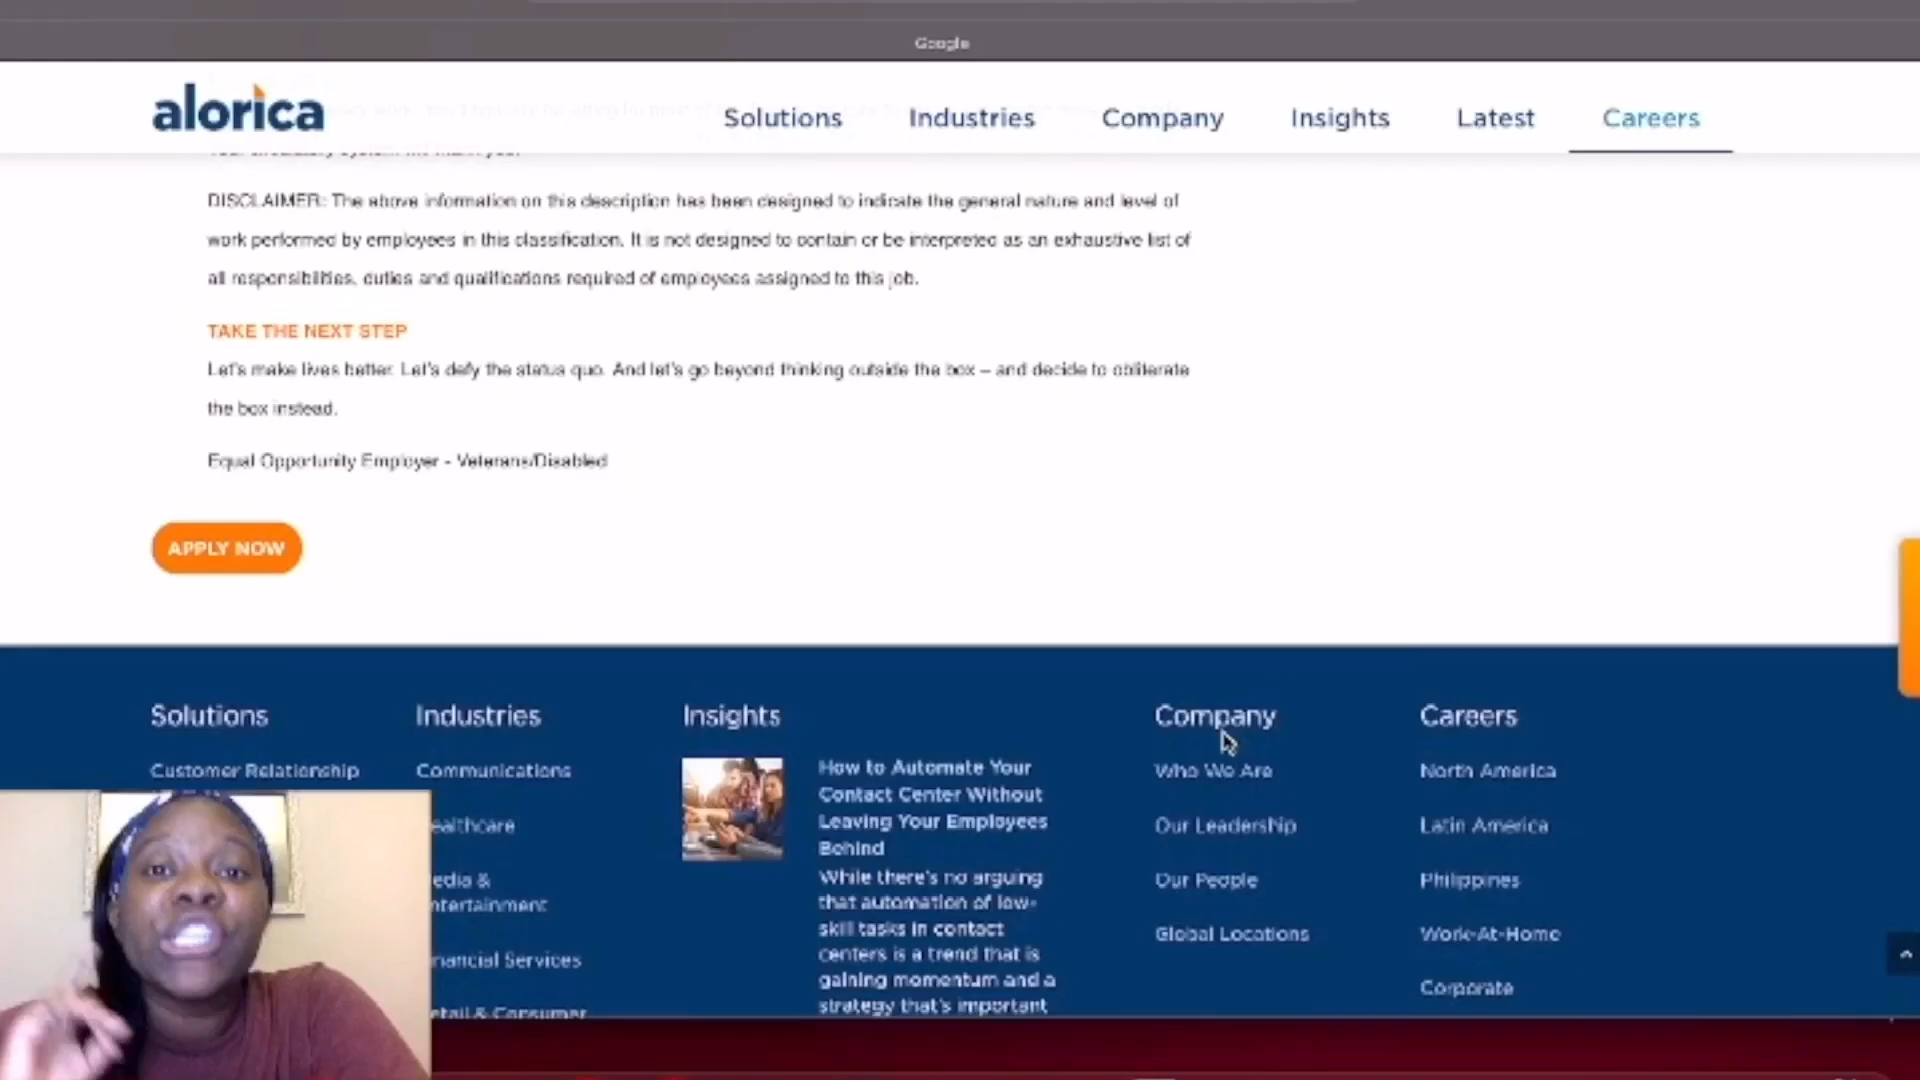 Google
alorica
Solutions
Industries
Company
Insights
Latest
Careers
DISCLAIMER: The above information on this description has been designed to indicate the general nature and level of
work performed by employees in this classification. It is not designed to contain or be interpreted as an exhaustive list of
all responsibilities, duties and qualifications required of employees assigned to this job.
TAKE THE NEXT STEP
Let's make lives better. Let's defy the status quo. And let's go beyond thinking outside the box – and decide to obliterate
the box instead.
Equal Opportunity Employer - Veterans/Disabled
APPLY NOW
Solutions
Customer Relationship
Industries
Communications
ealthcare
edia &
ntertainment
nancial Services
etail & Consumer
Insights
How to Automate Your
Contact Center Without
Leaving Your Employees
Behind
While there's no arguing
that automation of low-
skill tasks in contact
centers is a trend that is
gaining momentum and a
strategy that's important
Company
Who We Are
Our Leadership
Our People
Global Locations
Careers
North America
Latin America
Philippines
Work-At-Home
Corporate